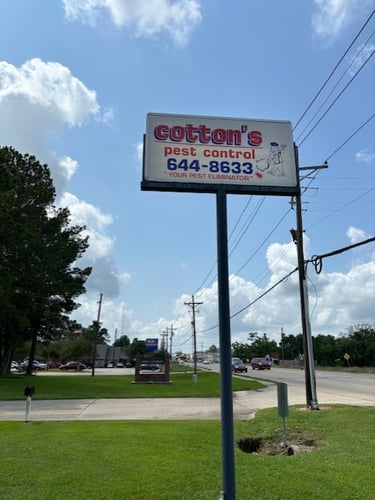 cotton's
pest control
644-8633
"YOUR PEST ELIMINATOR"